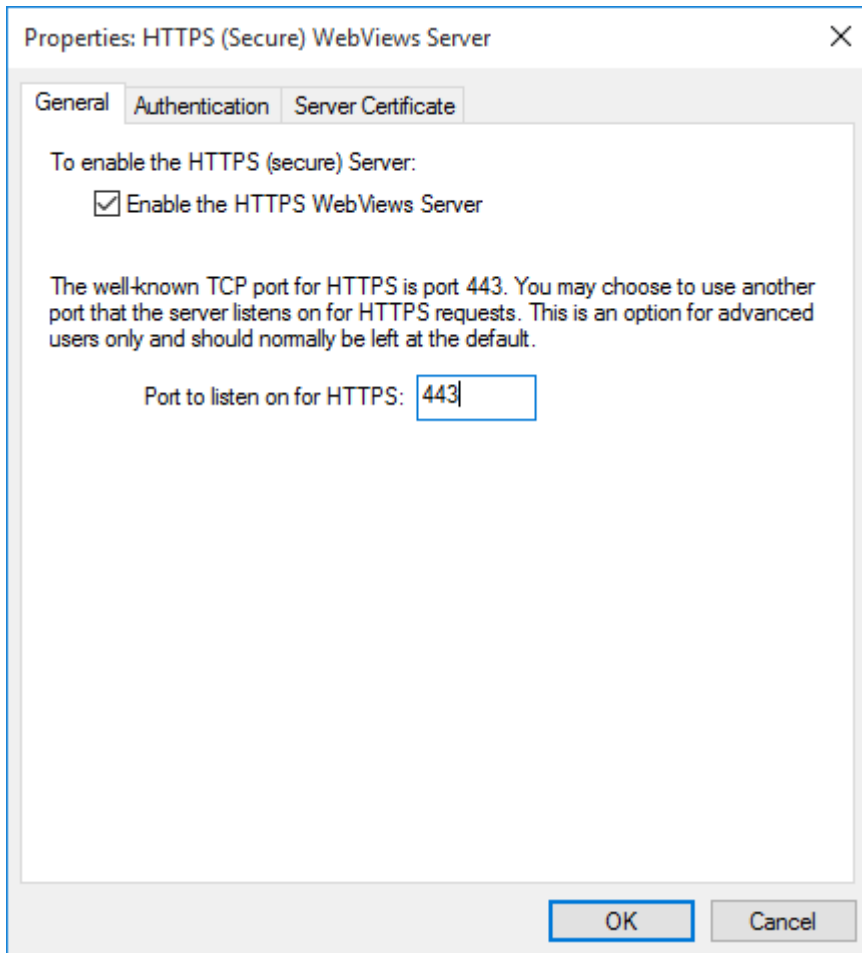 Properties: HTTPS (Secure) WebViews Server
General Authentication Server Certificate
To enable the HTTPS (secure) Server:
Enable the HTTPS WebViews Server
The well-known TCP port for HTTPS is port 443. You may choose to use another
port that the server listens on for HTTPS requests. This is an option for advanced
users only and should normally be left at the default.
Port to listen on for HTTPS: 443
OK Cancel